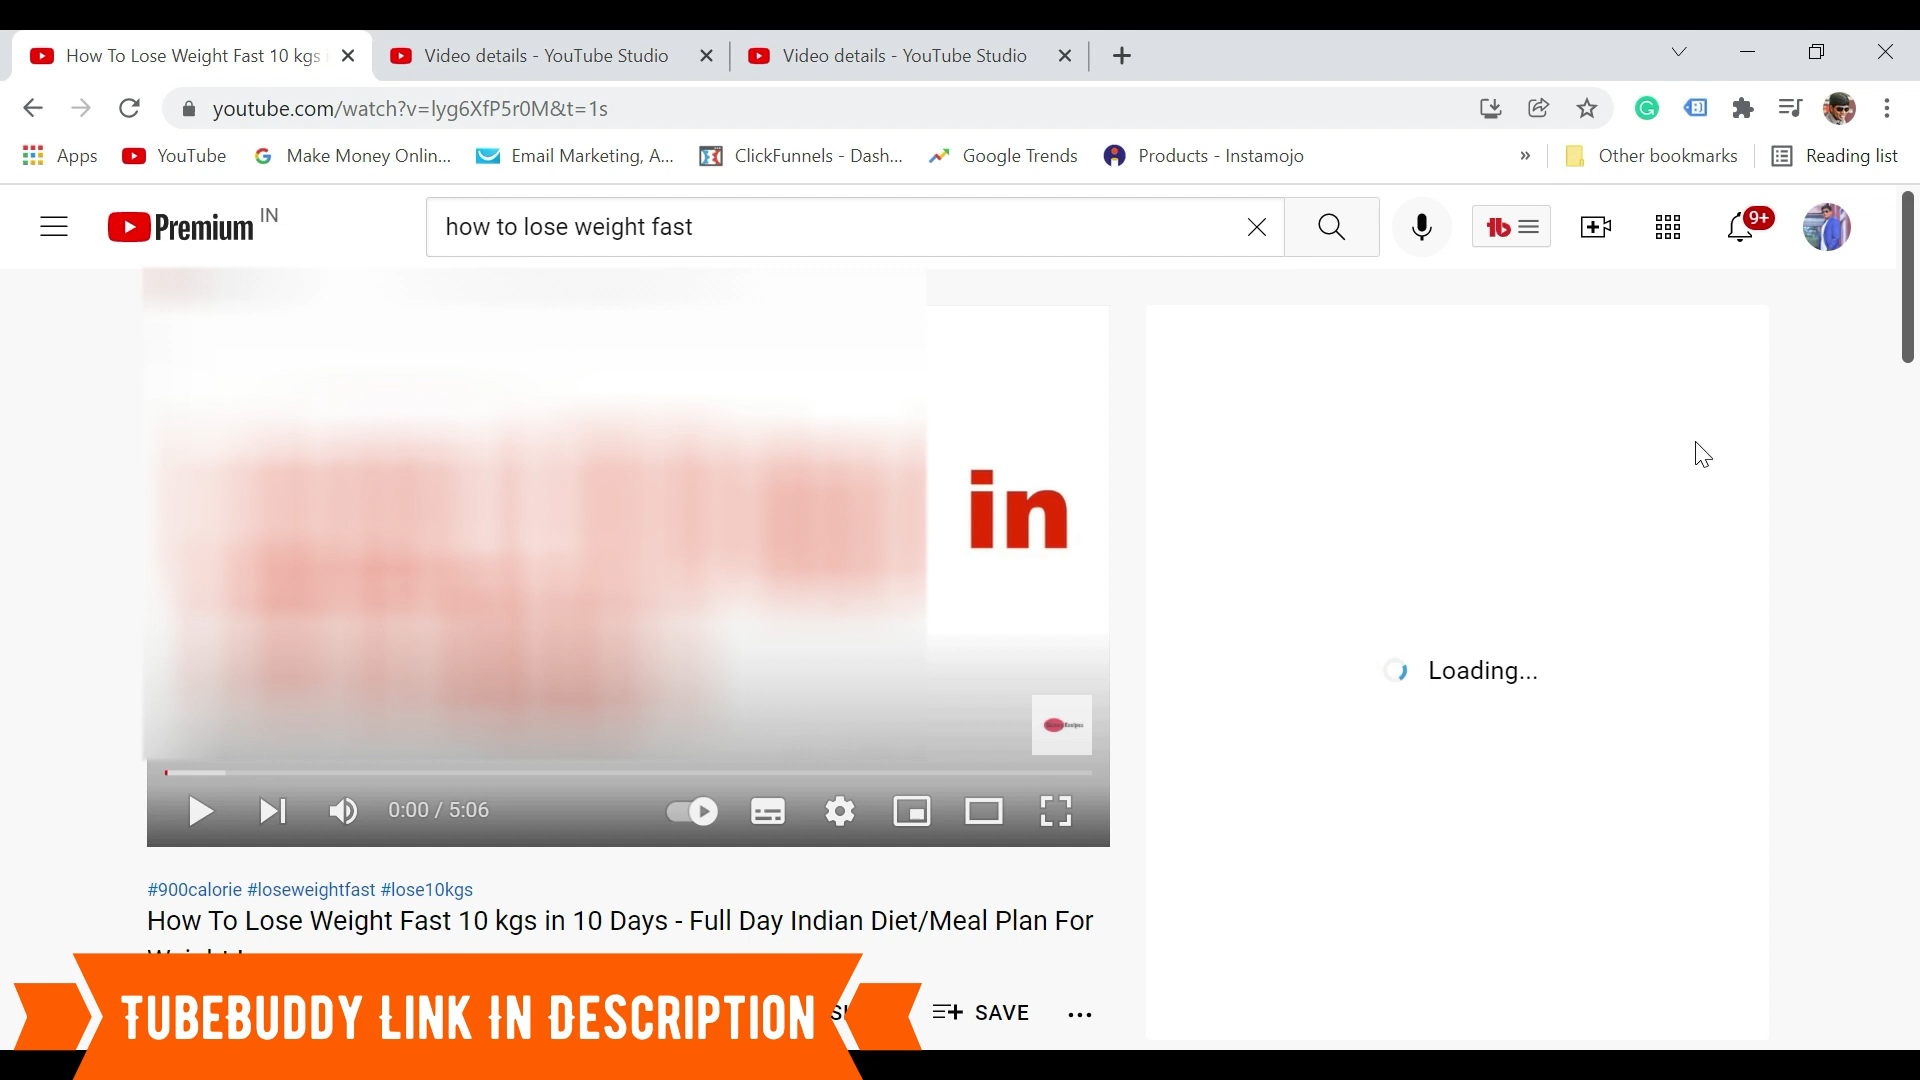 How To Lose Weight Fast 10 kgs
Video details - YouTube Studio
Video details - YouTube Studio
youtube.com/watch?v=lyg6XfP5r0M&t=1s
Apps
YouTube
Make Money Onlin...
Email Marketing, A...
ClickFunnels - Dash...
Google Trends
Products - Instamojo
»
Other bookmarks
Reading list
Premium IN
how to lose weight fast
tb
9+
in
Loading...
0:00 / 5:06
#900calorie #loseweightfast #lose10kgs
How To Lose Weight Fast 10 kgs in 10 Days - Full Day Indian Diet/Meal Plan For
SAVE
TUBEBUDDY LINK IN DESCRIPTION